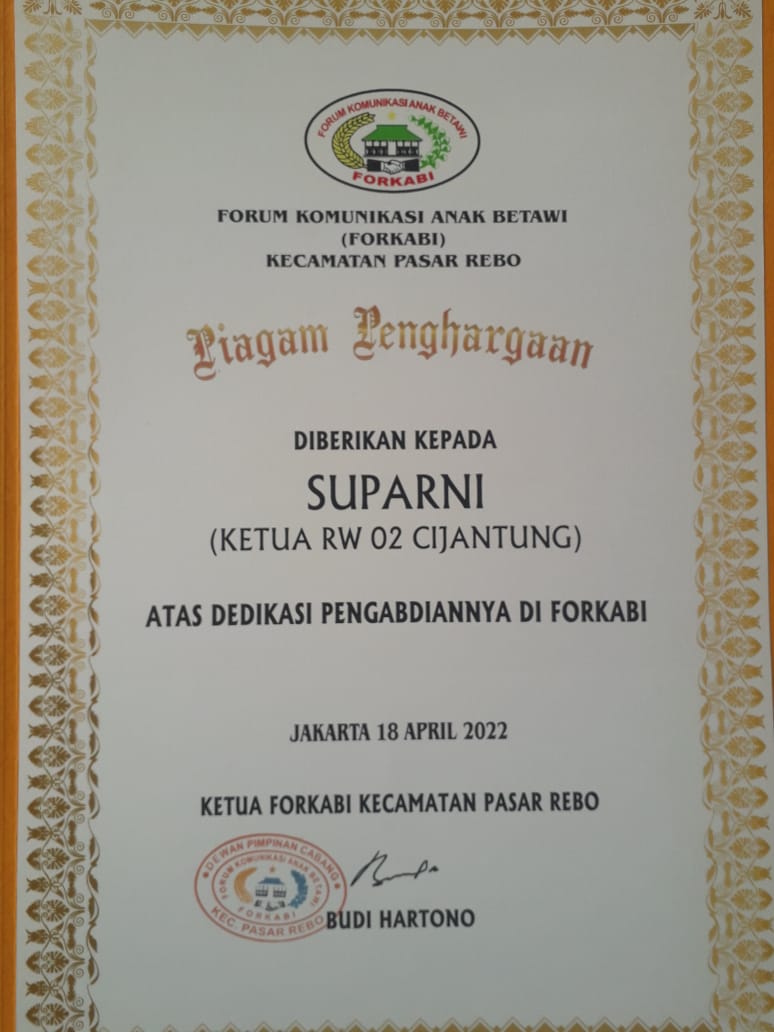 FORUM KOMUNIKASI ANAK BETAWI
FORKABI
FORUM KOMUNIKASI ANAK BETAWI
(FORKABI)
KECAMATAN PASAR REBO
Piagam Penghargaan
DIBERIKAN KEPADA
SUPARNI
(KETUA RW 02 CIJANTUNG)
ATAS DEDIKASI PENGABDIANNYA DI FORKABI
JAKARTA 18 APRIL 2022
KETUA FORKABI KECAMATAN PASAR REBO
DEWAN PIMPINAN CABANG
FORUM KOMUNIKASI ANAK BETAWI
FORKABI
KEC. PASAR REBO
BUDI HARTONO